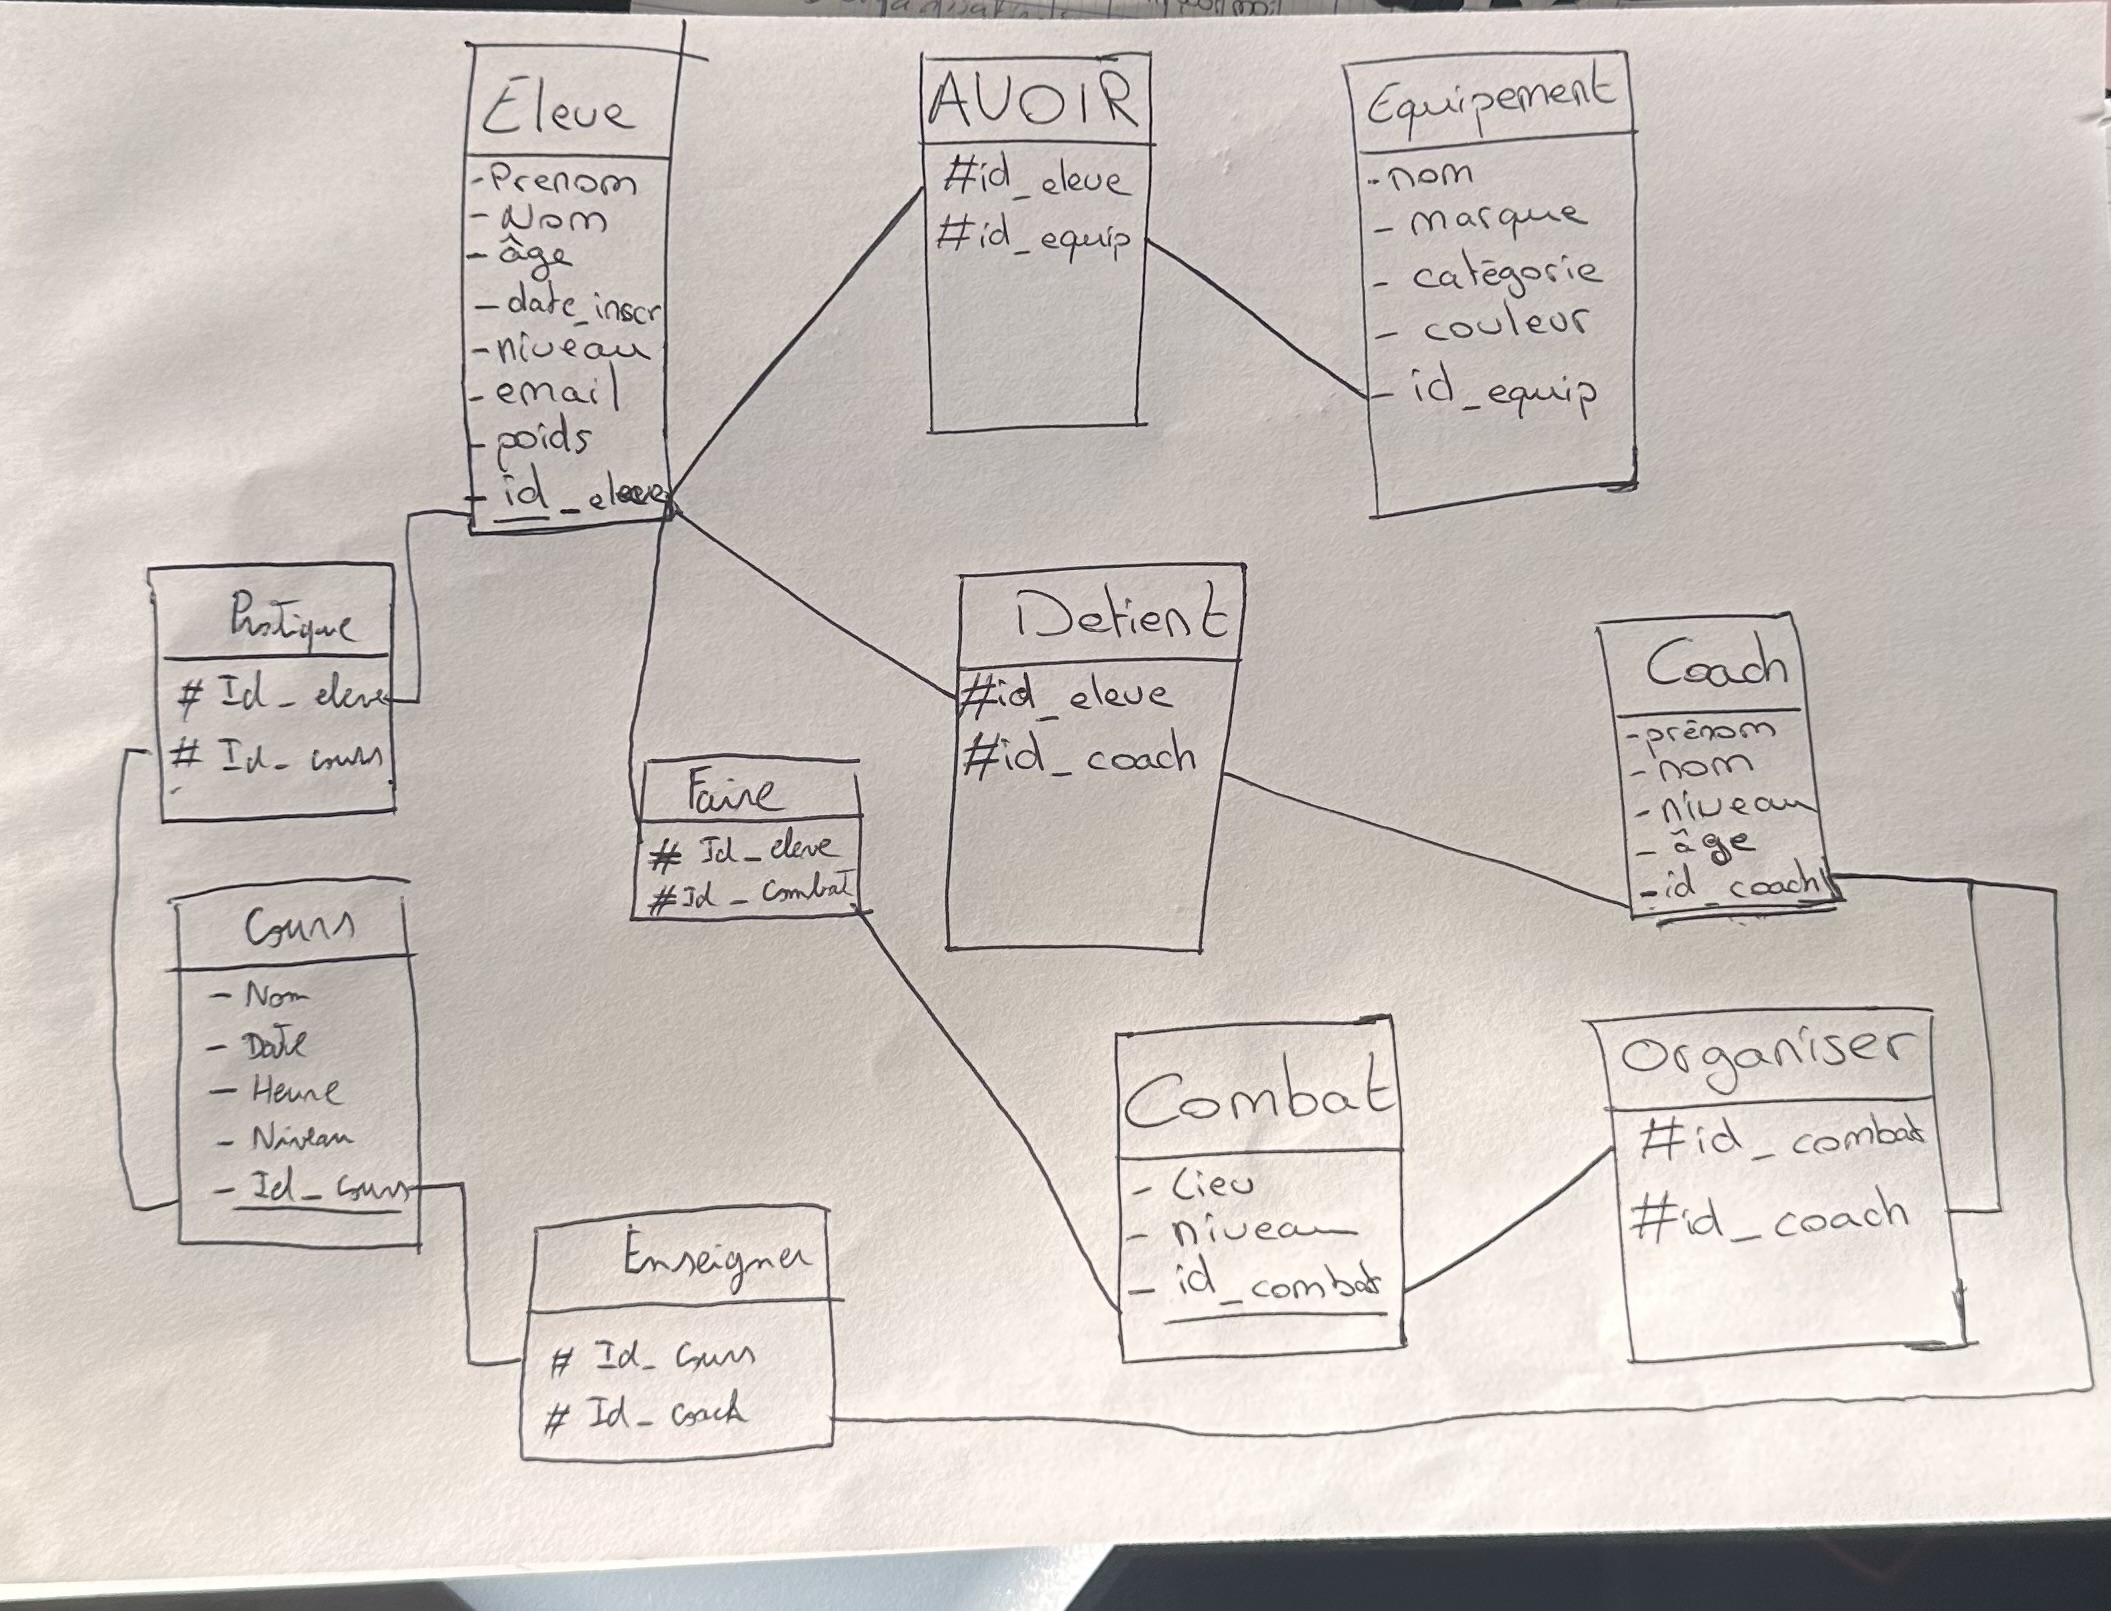 Eleve
-Prenom
- Nom
- âge
- date_inscr
- niveau
- email
- poids
- id_eleve
AVOIR
#id_eleve
#id_equip
Equipement
- nom
- marque
- catégorie
- couleur
- id_equip
Pratique
# Id_eleve
# Id_cours
Detient
#id_eleve
#id_coach
Coach
-prénom
- nom
- niveau
- âge
- id_coach
Faire
# Id_eleve
# Id_combat
Cours
- Nom
- Date
- Heure
- Niveau
- Id_cours
Combat
- Lieu
- niveau
- id_combat
Organiser
#id_combat
#id_coach
Enseigner
# Id_cours
# Id_coach